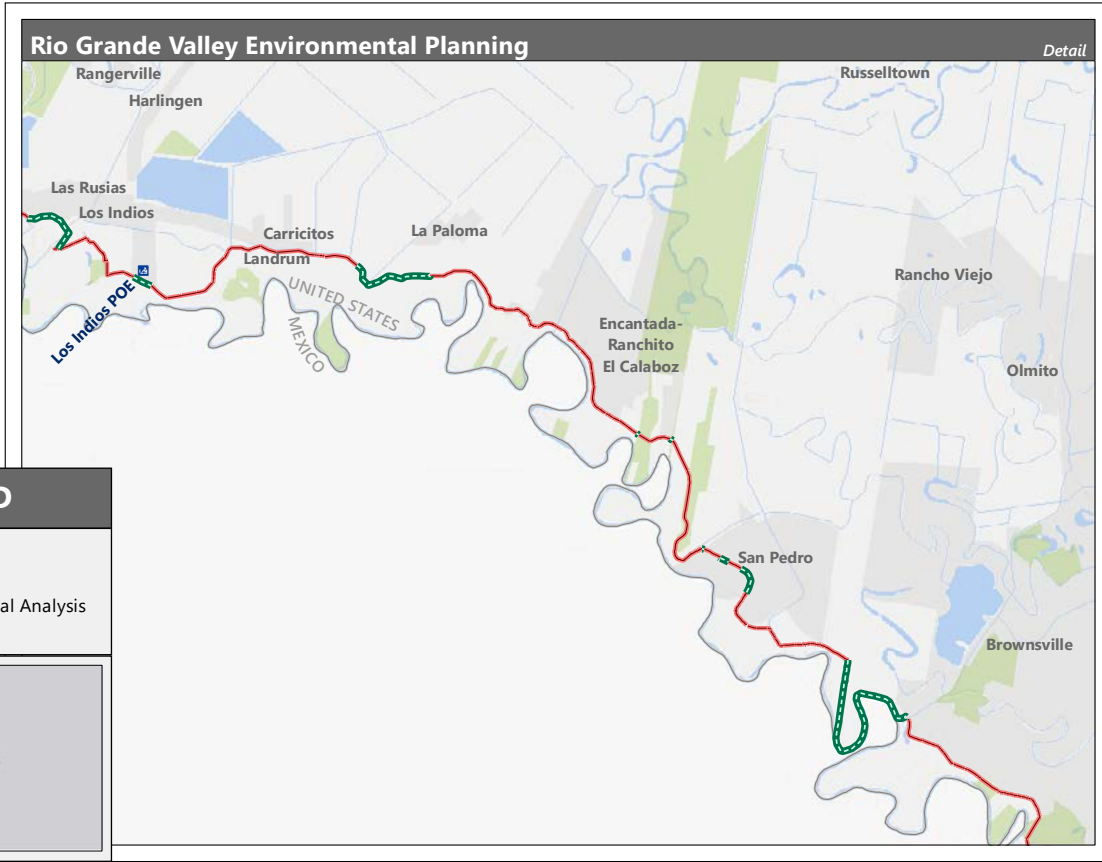 Rio Grande Valley Environmental Planning
Detail
Rangerville
Russelltown
Harlingen
Las Rusias
Los Indios
Carricitos
La Paloma
Landrum
Rancho Viejo
UNITED STATES
MEXICO
Los Indios POE
Encantada-
Ranchito
El Calaboz
Olmito
D
al Analysis
San Pedro
Brownsville